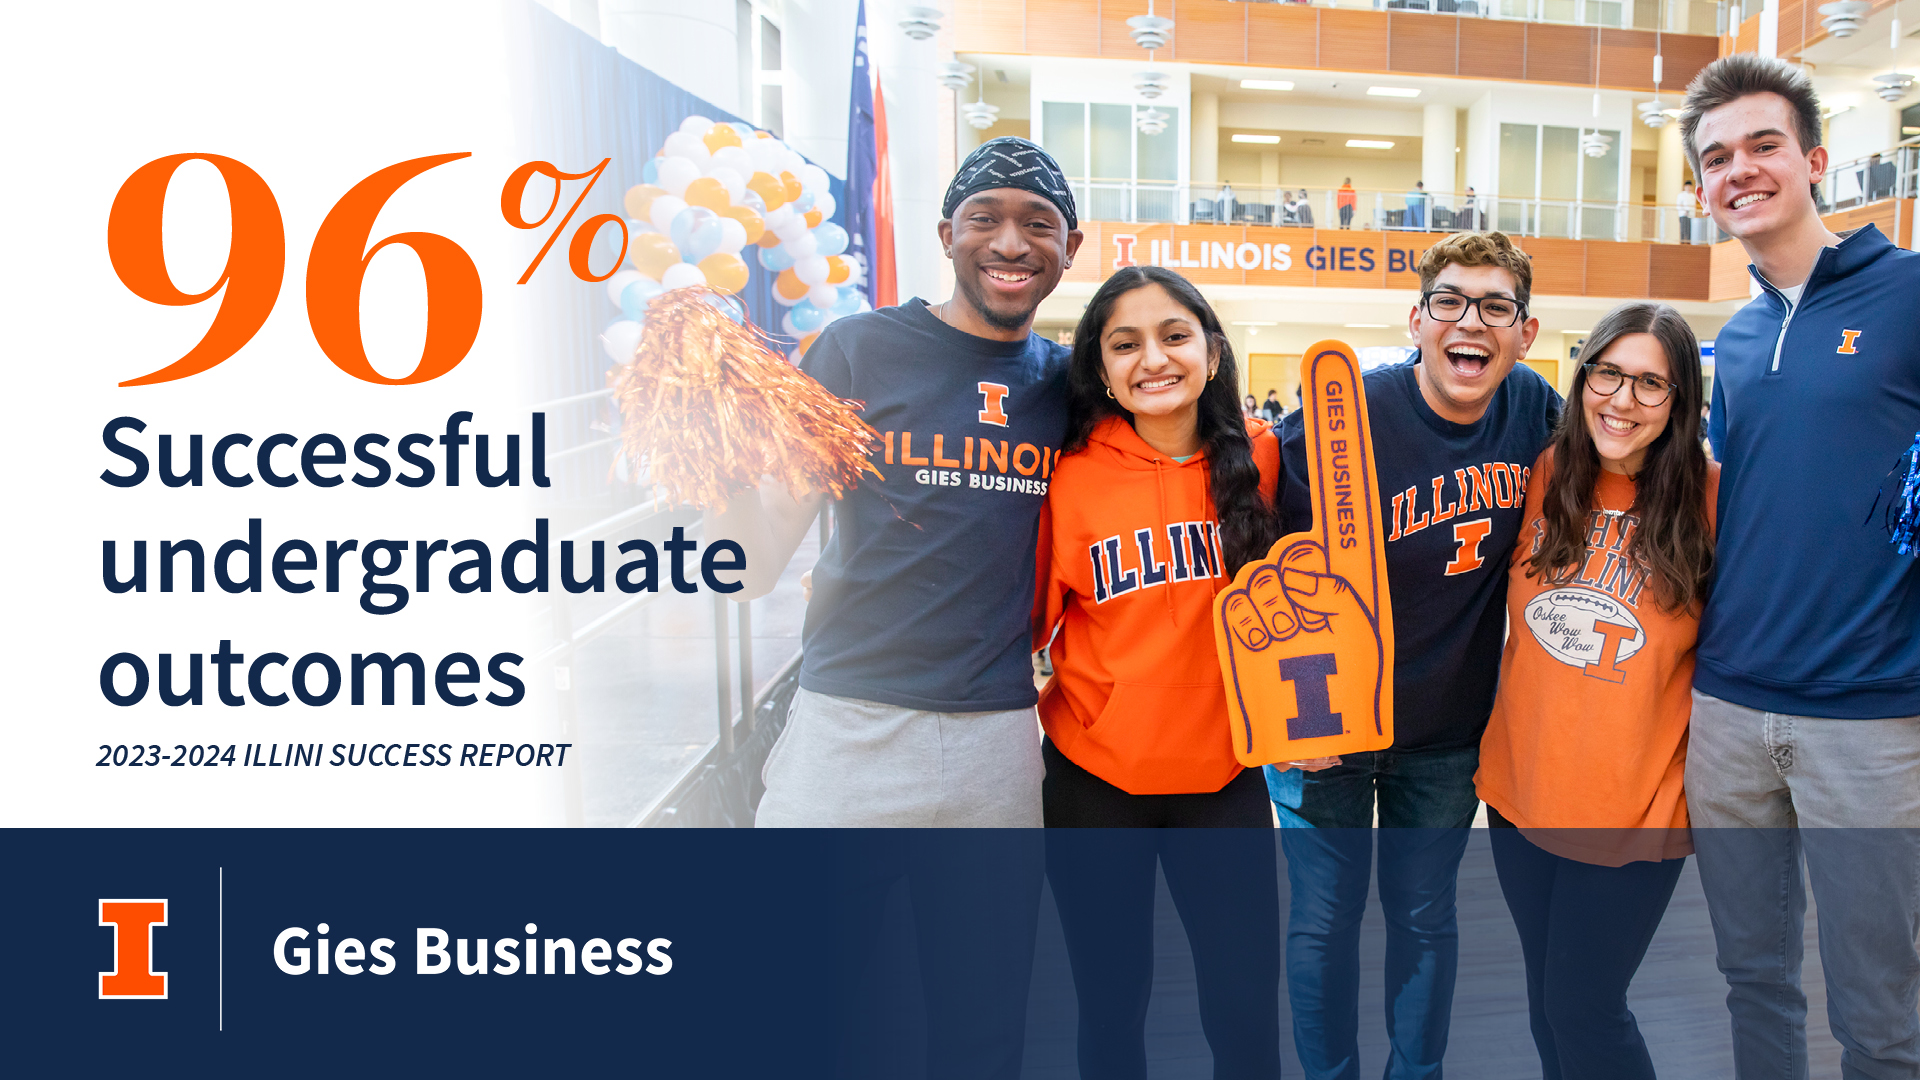 96%
Successful
undergraduate
outcomes
2023-2024 ILLINI SUCCESS REPORT
I
Gies Business
I ILLINOIS GIES BU
I
ILLINOIS
GIES BUSINESS
ILLIN
GIES BUSINESS
I
ILLINOIS
I
ILLINI
Oskee
Wow
Wow
I
I